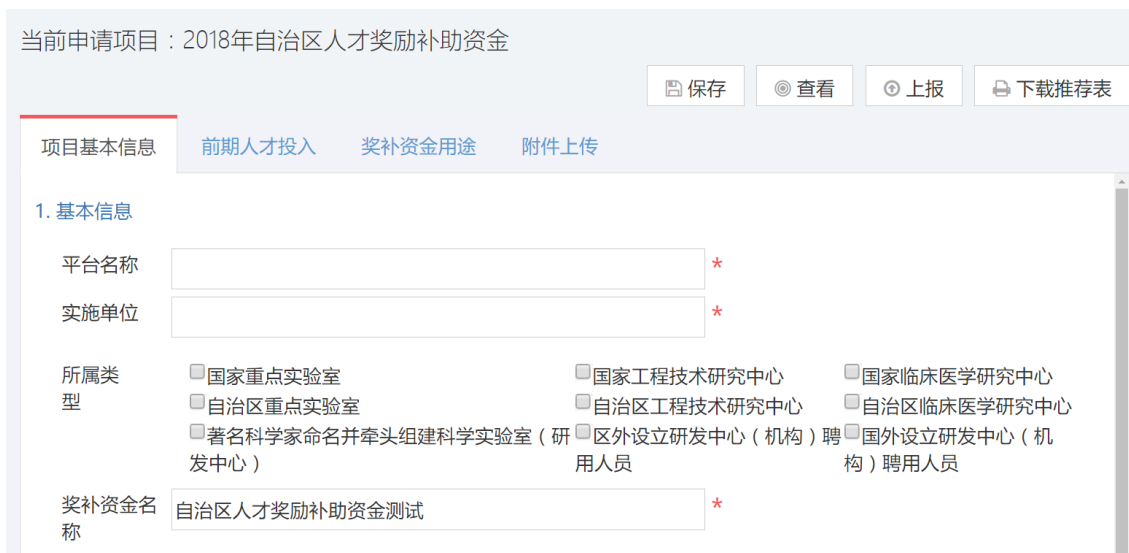 当前申请项目：2018年自治区人才奖励补助资金
保存 查看 上报 下载推荐表
项目基本信息 前期人才投入 奖补资金用途 附件上传
1. 基本信息
平台名称 *
实施单位 *
所属类 国家重点实验室 国家工程技术研究中心 国家临床医学研究中心
型 自治区重点实验室 自治区工程技术研究中心 自治区临床医学研究中心
著名科学家命名并牵头组建科学实验室（研 区外设立研发中心（机构）聘 国外设立研发中心（机
发中心） 用人员 构）聘用人员
奖补资金名 自治区人才奖励补助资金测试 *
称